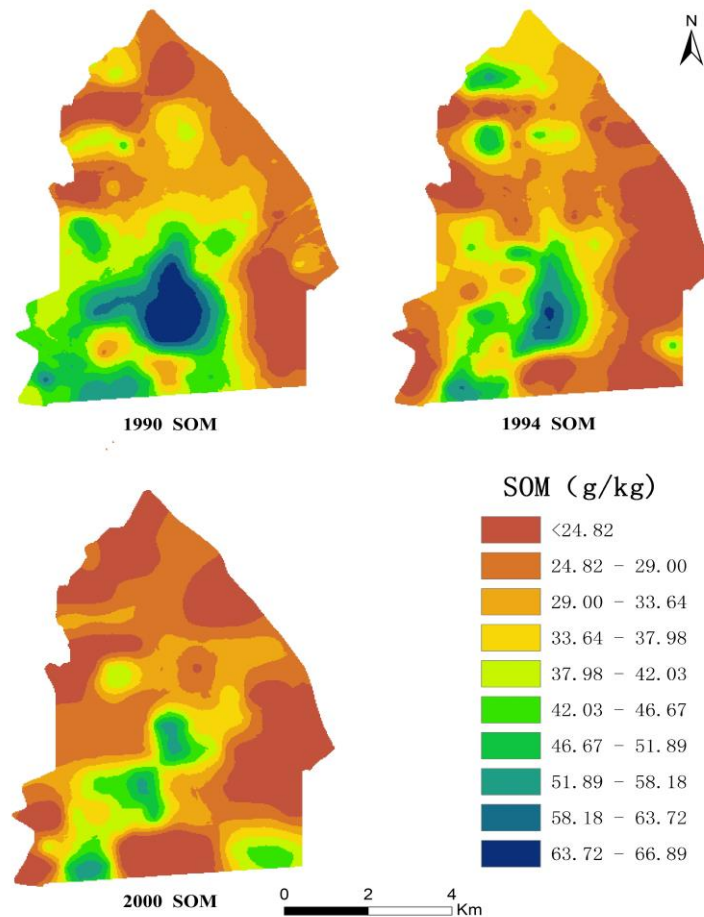 N
1990 SOM
1994 SOM
SOM (g/kg)
<24.82
24.82 - 29.00
29.00 - 33.64
33.64 - 37.98
37.98 - 42.03
42.03 - 46.67
46.67 - 51.89
51.89 - 58.18
58.18 - 63.72
63.72 - 66.89
2000 SOM
0 2 4
Km